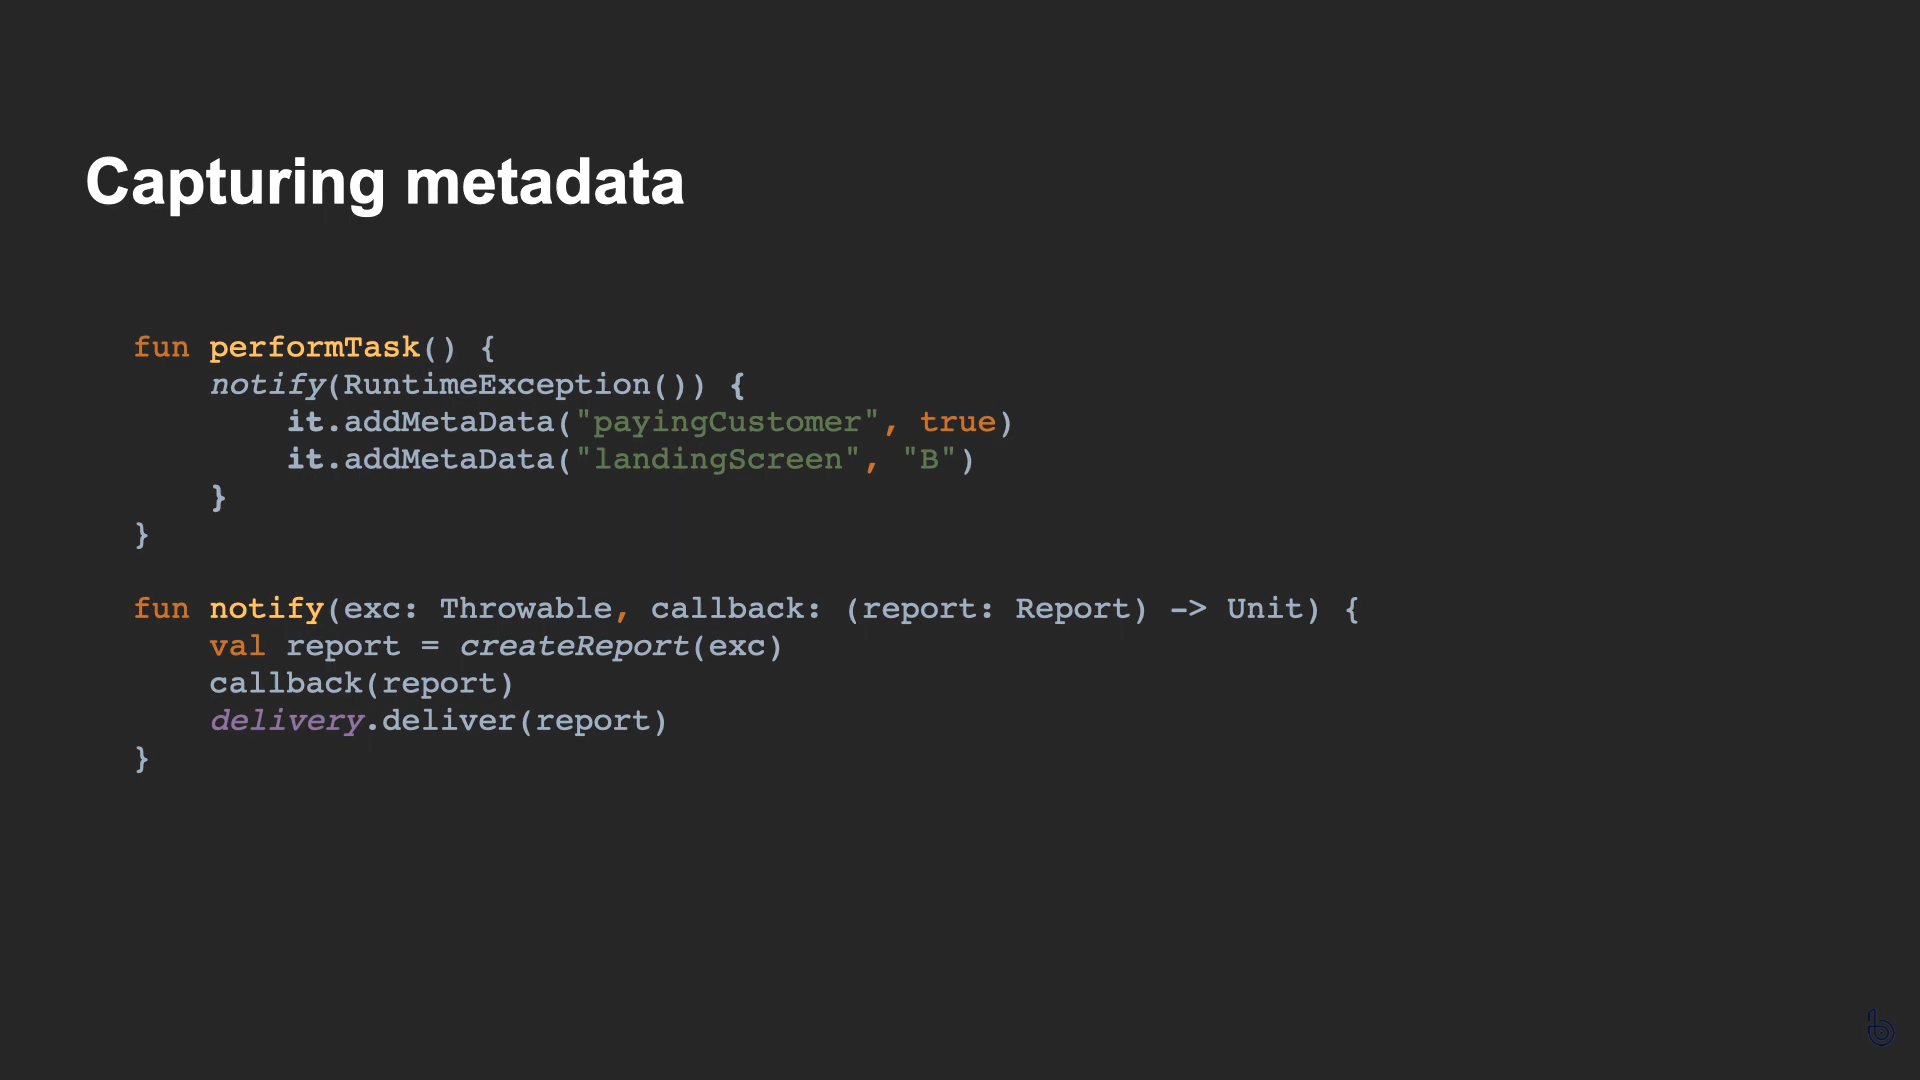 Capturing metadata
fun performTask() {
notify(RuntimeException()) {
it.addMetaData("payingCustomer", true)
it.addMetaData("landingScreen", "B")
}
}
fun notify(exc: Throwable, callback: (report: Report) -> Unit) {
val report = createReport(exc)
callback(report)
delivery.deliver(report)
}